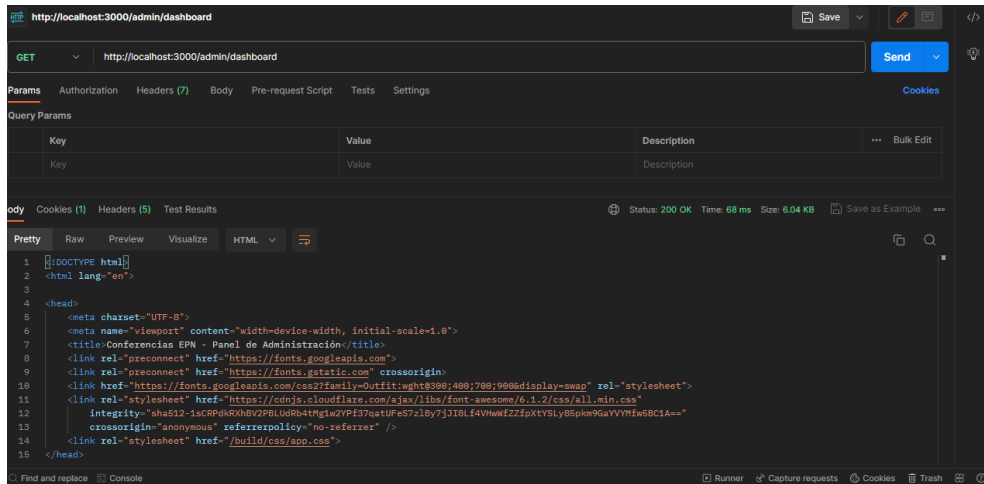 HTTP http://localhost:3000/admin/dashboard Save
GET http://localhost:3000/admin/dashboard Send
Params Authorization Headers (7) Body Pre-request Script Tests Settings Cookies
Query Params
Key Value Description Bulk Edit
Key Value Description
ody Cookies (1) Headers (5) Test Results Status: 200 OK Time: 68 ms Size: 6.04 KB Save as Example
Pretty Raw Preview Visualize HTML
1 <!DOCTYPE html>
2 <html lang="en">
3
4 <head>
5 <meta charset="UTF-8">
6 <meta name="viewport" content="width=device-width, initial-scale=1.0">
7 <title>Conferencias EPN - Panel de Administración</title>
8 <link rel="preconnect" href="https://fonts.googleapis.com">
9 <link rel="preconnect" href="https://fonts.gstatic.com" crossorigin>
10 <link href="https://fonts.googleapis.com/css2?family=Outfit:wght@300;400;700;900&display=swap" rel="stylesheet">
11 <link rel="stylesheet" href="https://cdnjs.cloudflare.com/ajax/libs/font-awesome/6.1.2/css/all.min.css"
12 integrity="sha512-1sCRPdkRXhBV2PBLUdRb4tMg1w2YPf37qatUFeS7zlBy7jJI8Lf4VHwWfZZfpXtYSLy85pkm9GaYVYMfw5BC1A=="
13 crossorigin="anonymous" referrerpolicy="no-referrer" />
14 <link rel="stylesheet" href="/build/css/app.css">
15 </head>
Find and replace Console Runner Capture requests Cookies Trash